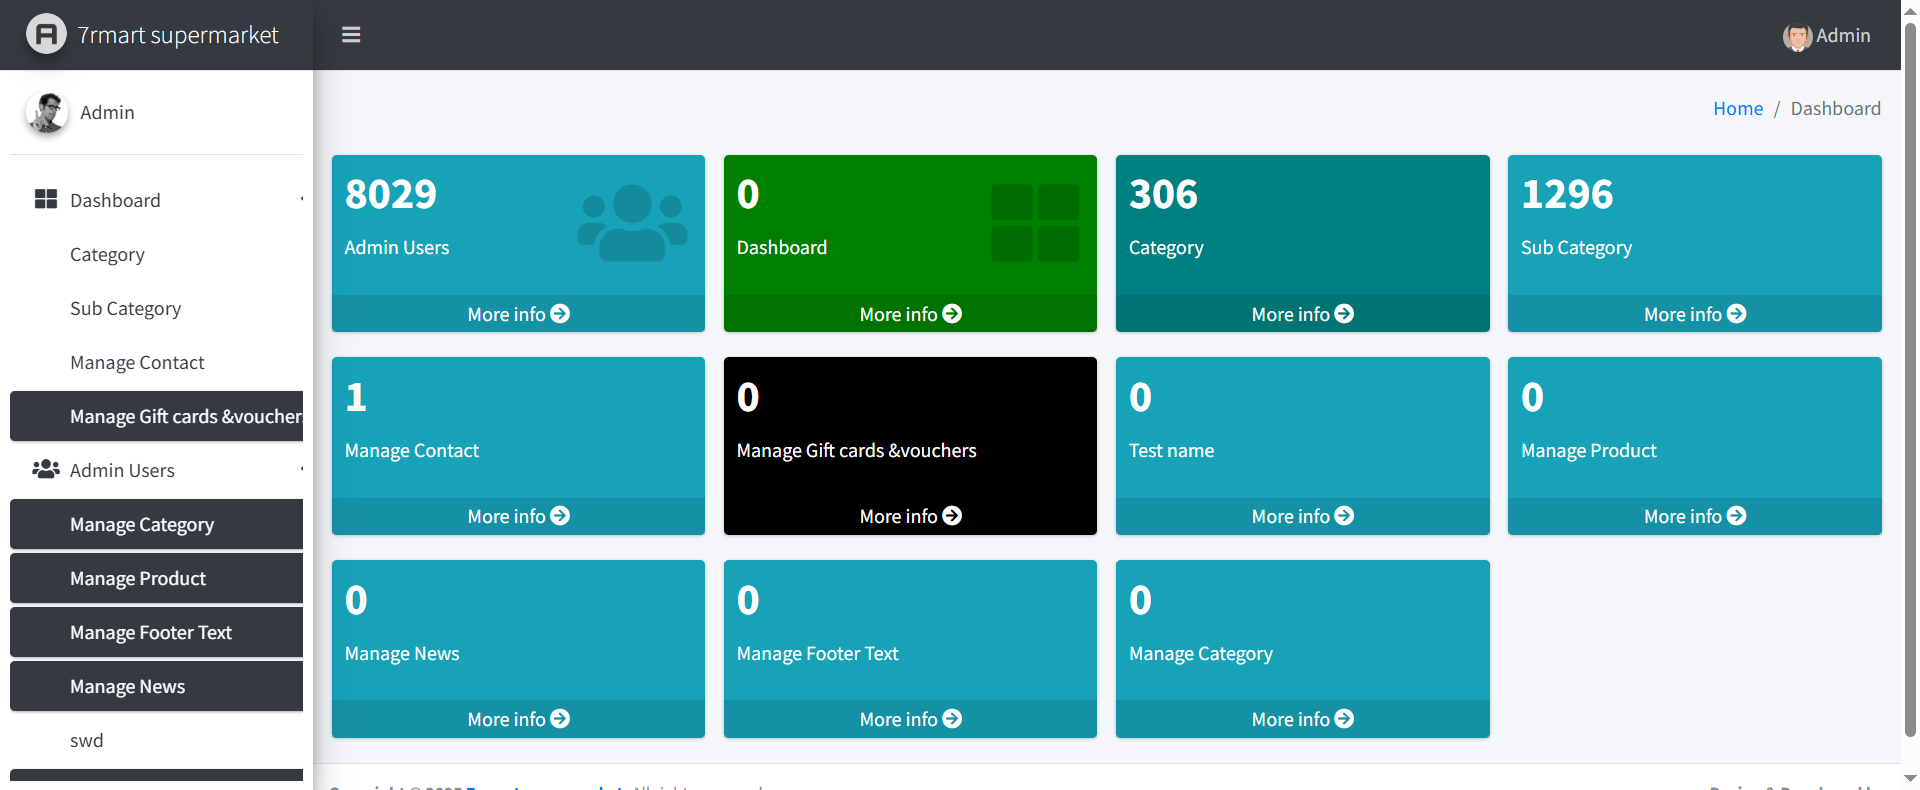 7rmart supermarket
Admin
Admin
Home / Dashboard
Dashboard
Category
Sub Category
Manage Contact
Manage Gift cards &voucher
Admin Users
Manage Category
Manage Product
Manage Footer Text
Manage News
swd
8029
Admin Users
More info
0
Dashboard
More info
306
Category
More info
1296
Sub Category
More info
1
Manage Contact
More info
0
Manage Gift cards &vouchers
More info
0
Test name
More info
0
Manage Product
More info
0
Manage News
More info
0
Manage Footer Text
More info
0
Manage Category
More info